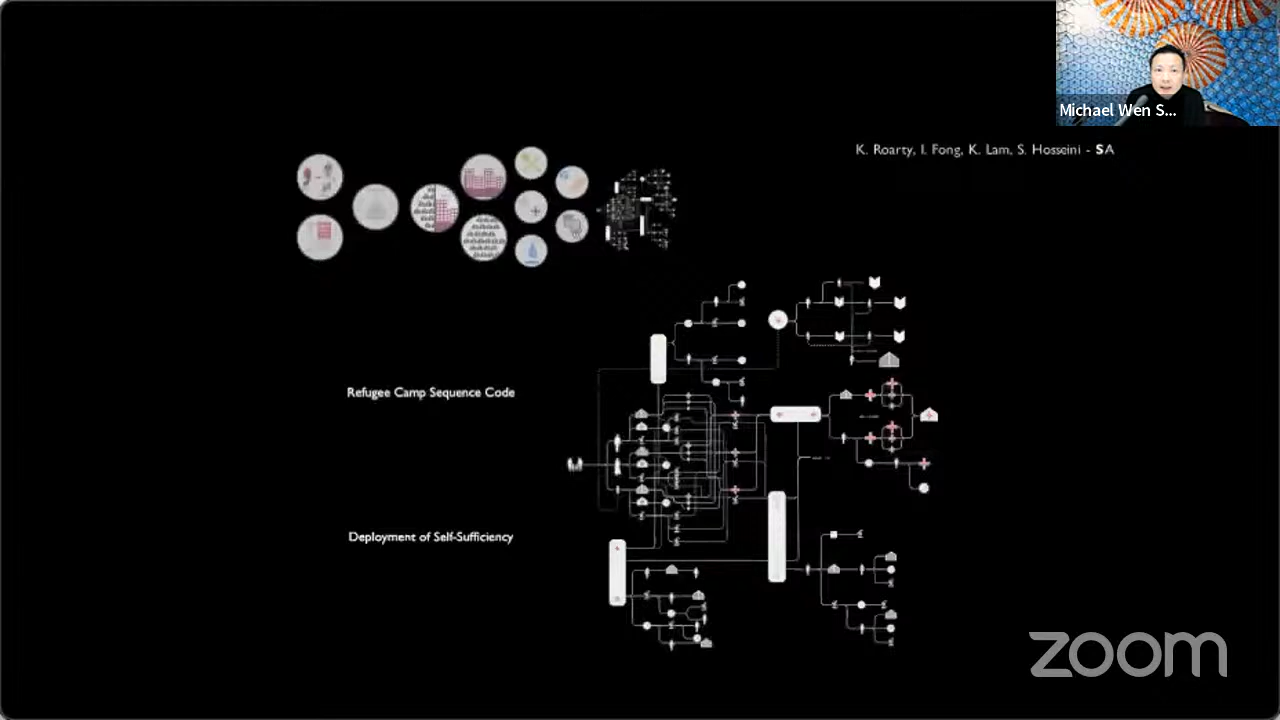 Michael Wen S...
K. Roarty, I. Fong, K. Lam, S. Hosseini - SA
Refugee Camp Sequence Code
Deployment of Self-Sufficiency
zoom